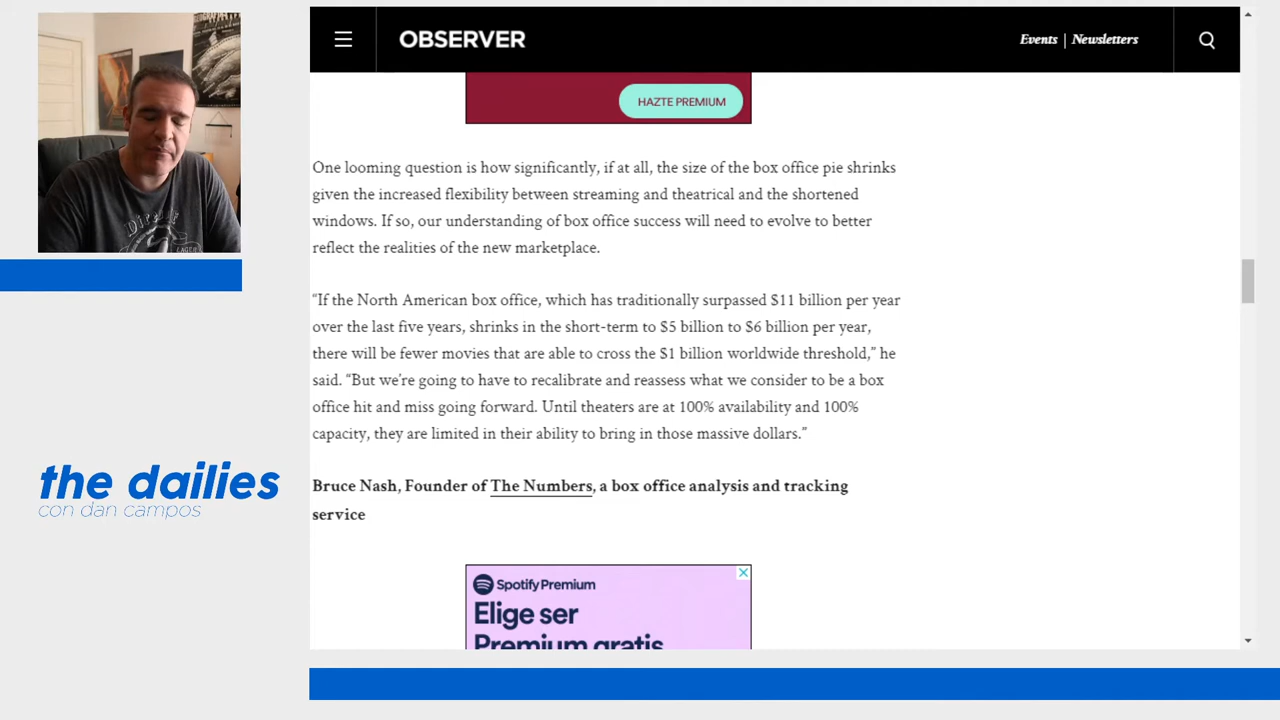 OBSERVER
Events | Newsletters
HAZTE PREMIUM
One looming question is how significantly, if at all, the size of the box office pie shrinks
given the increased flexibility between streaming and theatrical and the shortened
windows. If so, our understanding of box office success will need to evolve to better
reflect the realities of the new marketplace.
“If the North American box office, which has traditionally surpassed $11 billion per year
over the last five years, shrinks in the short-term to $5 billion to $6 billion per year,
there will be fewer movies that are able to cross the $1 billion worldwide threshold,” he
said. “But we’re going to have to recalibrate and reassess what we consider to be a box
office hit and miss going forward. Until theaters are at 100% availability and 100%
capacity, they are limited in their ability to bring in those massive dollars.”
Bruce Nash, Founder of The Numbers, a box office analysis and tracking
service
Spotify Premium
Elige ser
Premium gratis
the dailies
con dan campos